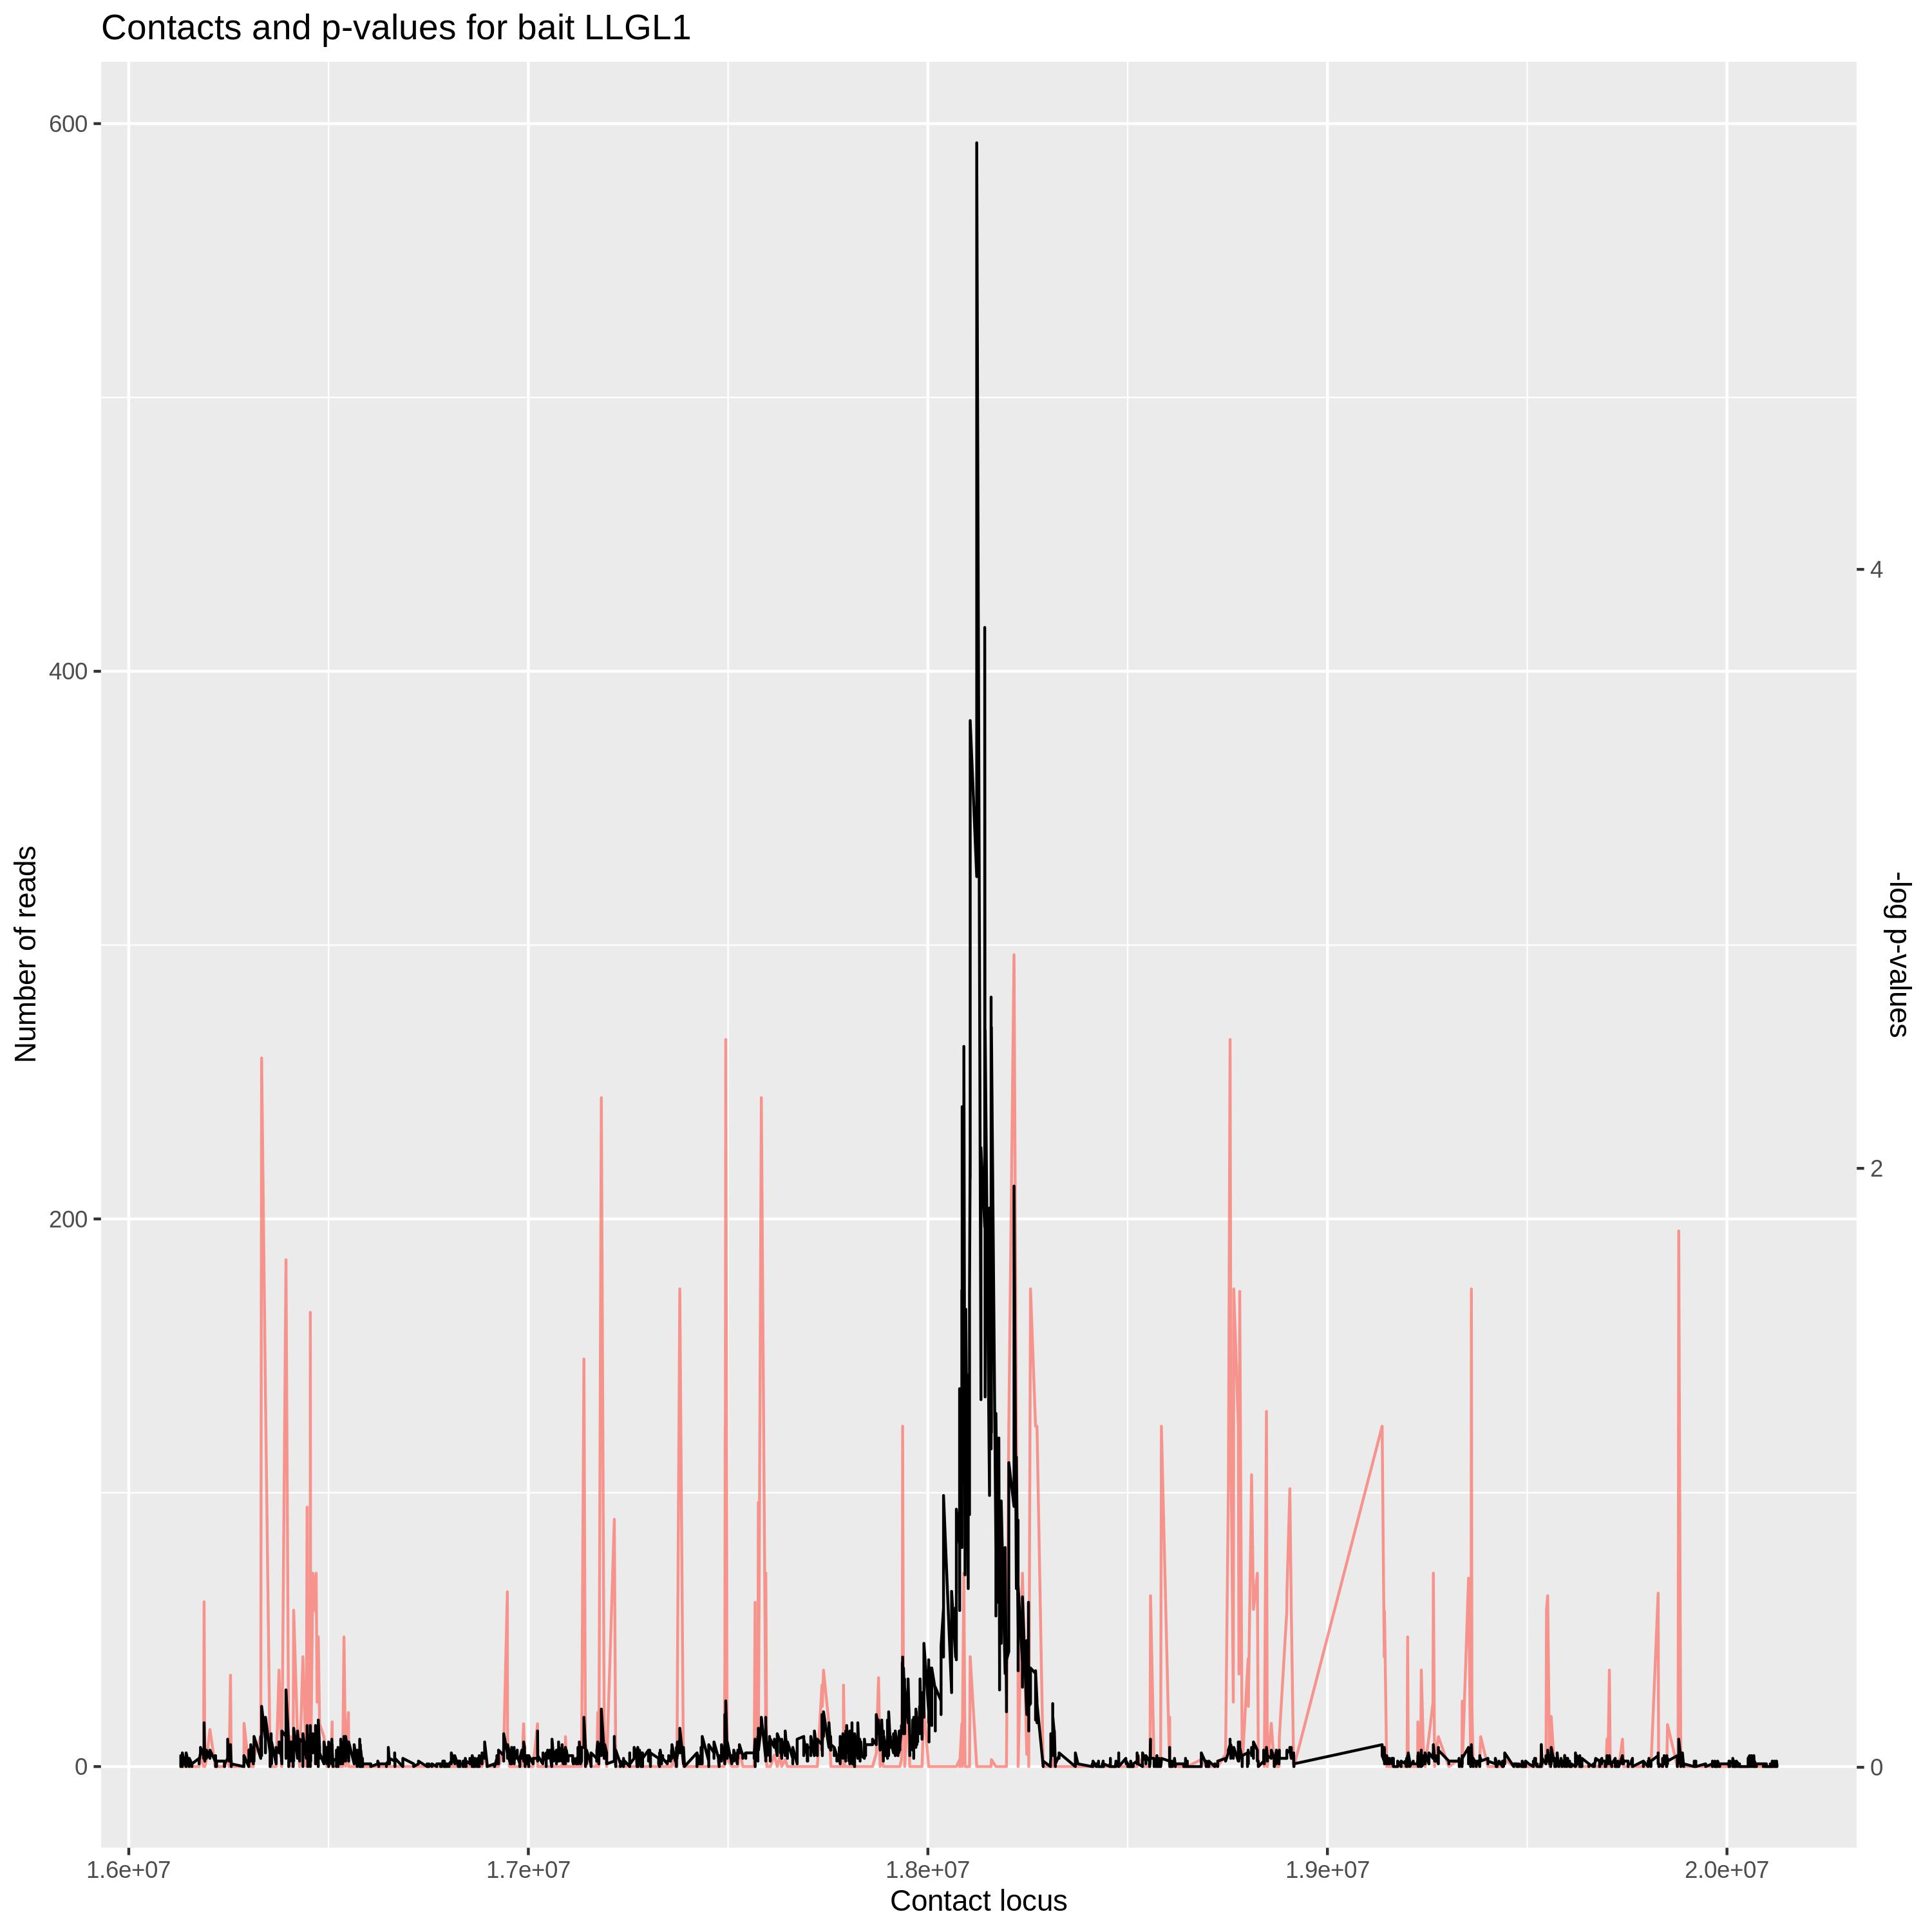 Contacts and p-values for bait LLGL1
600
400
200
0
Number of reads
4
2
0
-log p-values
1.6e+07 1.7e+07 1.8e+07 1.9e+07 2.0e+07
Contact locus